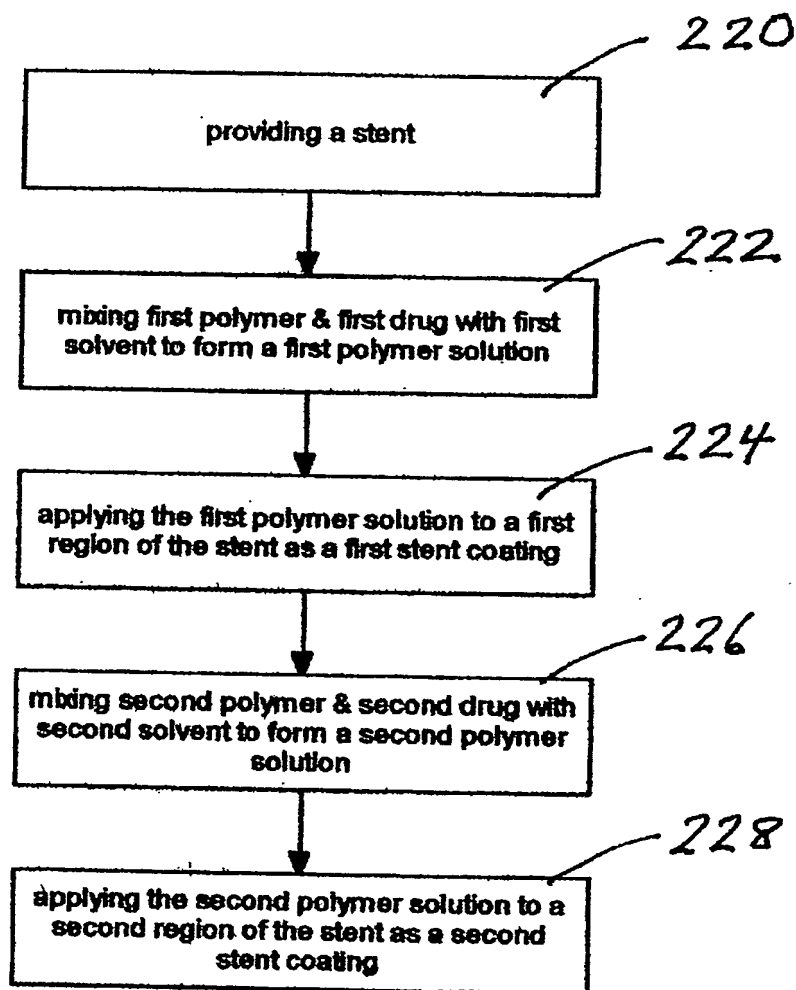 220
providing a stent
222
mixing first polymer & first drug with first
solvent to form a first polymer solution
224
applying the first polymer solution to a first
region of the stent as a first stent coating
226
mixing second polymer & second drug with
second solvent to form a second polymer
solution
228
applying the second polymer solution to a
second region of the stent as a second
stent coating